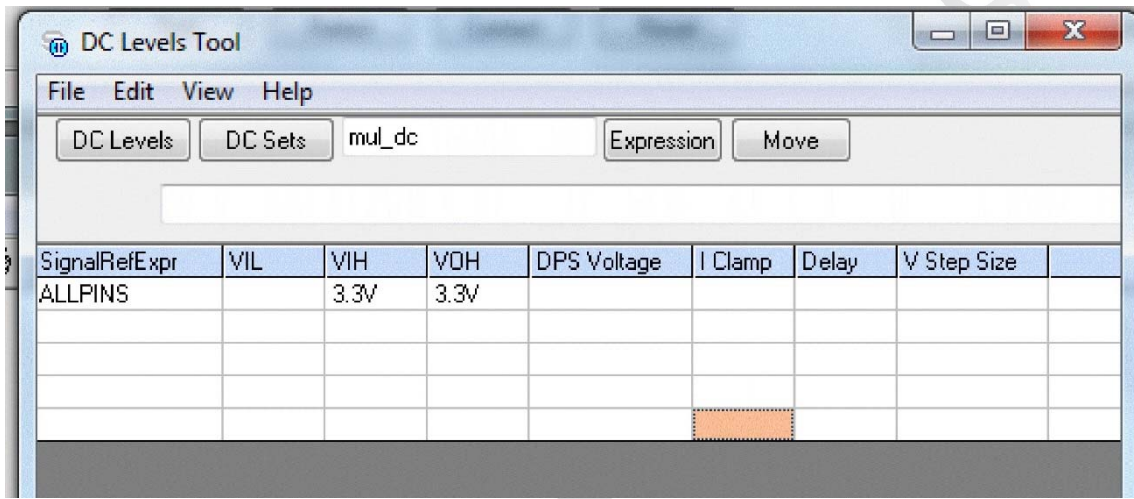 DC Levels Tool
File Edit View Help
DC Levels DC Sets mul_dc Expression Move
SignalRefExpr VIL VIH VOH DPS Voltage I Clamp Delay V Step Size
ALLPINS 3.3V 3.3V